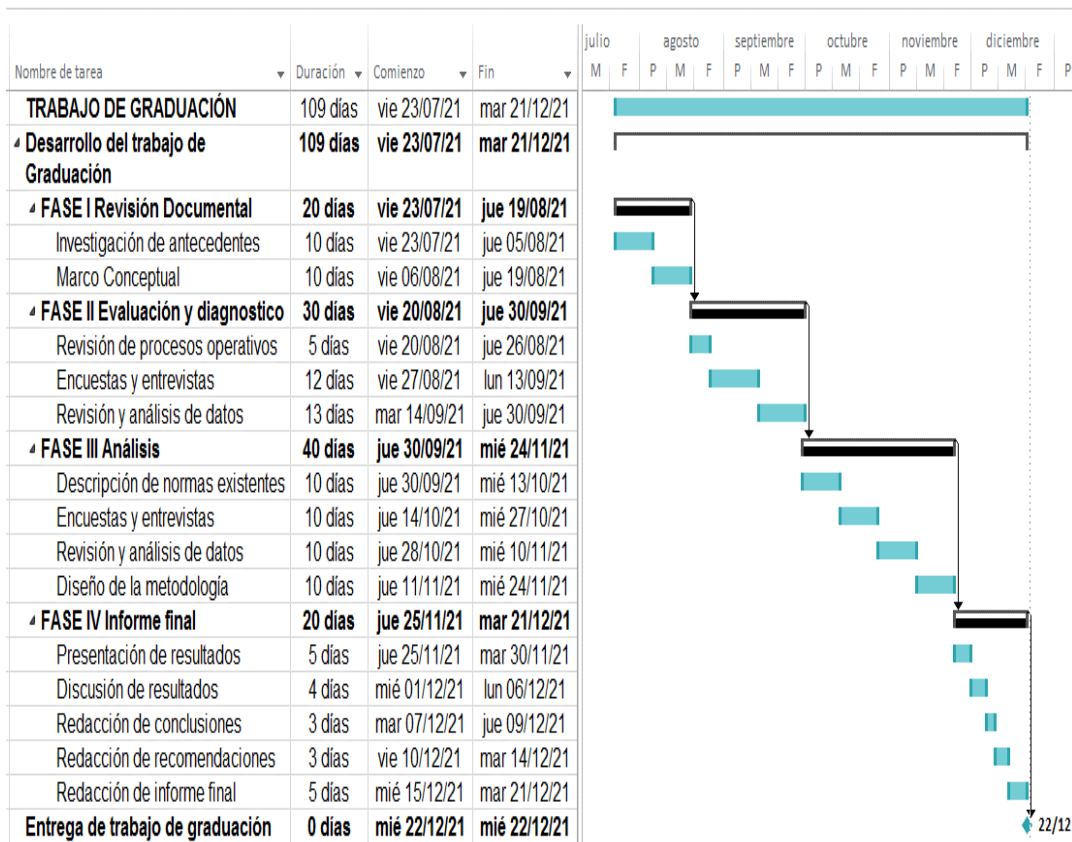 julio agosto septiembre octubre noviembre diciembre
Nombre de tarea Duración Comienzo Fin M F P M F P M F P M F P M F P M F P
TRABAJO DE GRADUACIÓN 109 días vie 23/07/21 mar 21/12/21
Desarrollo del trabajo de 109 días vie 23/07/21 mar 21/12/21
Graduación
FASE I Revisión Documental 20 días vie 23/07/21 jue 19/08/21
Investigación de antecedentes 10 días vie 23/07/21 jue 05/08/21
Marco Conceptual 10 días vie 06/08/21 jue 19/08/21
FASE II Evaluación y diagnostico 30 días vie 20/08/21 jue 30/09/21
Revisión de procesos operativos 5 días vie 20/08/21 jue 26/08/21
Encuestas y entrevistas 12 días vie 27/08/21 lun 13/09/21
Revisión y análisis de datos 13 días mar 14/09/21 jue 30/09/21
FASE III Análisis 40 días jue 30/09/21 mié 24/11/21
Descripción de normas existentes 10 días jue 30/09/21 mié 13/10/21
Encuestas y entrevistas 10 días jue 14/10/21 mié 27/10/21
Revisión y análisis de datos 10 días jue 28/10/21 mié 10/11/21
Diseño de la metodología 10 días jue 11/11/21 mié 24/11/21
FASE IV Informe final 20 días jue 25/11/21 mar 21/12/21
Presentación de resultados 5 días jue 25/11/21 mar 30/11/21
Discusión de resultados 4 días mié 01/12/21 lun 06/12/21
Redacción de conclusiones 3 días mar 07/12/21 jue 09/12/21
Redacción de recomendaciones 3 días vie 10/12/21 mar 14/12/21
Redacción de informe final 5 días mié 15/12/21 mar 21/12/21
Entrega de trabajo de graduación 0 días mié 22/12/21 mié 22/12/21 22/12